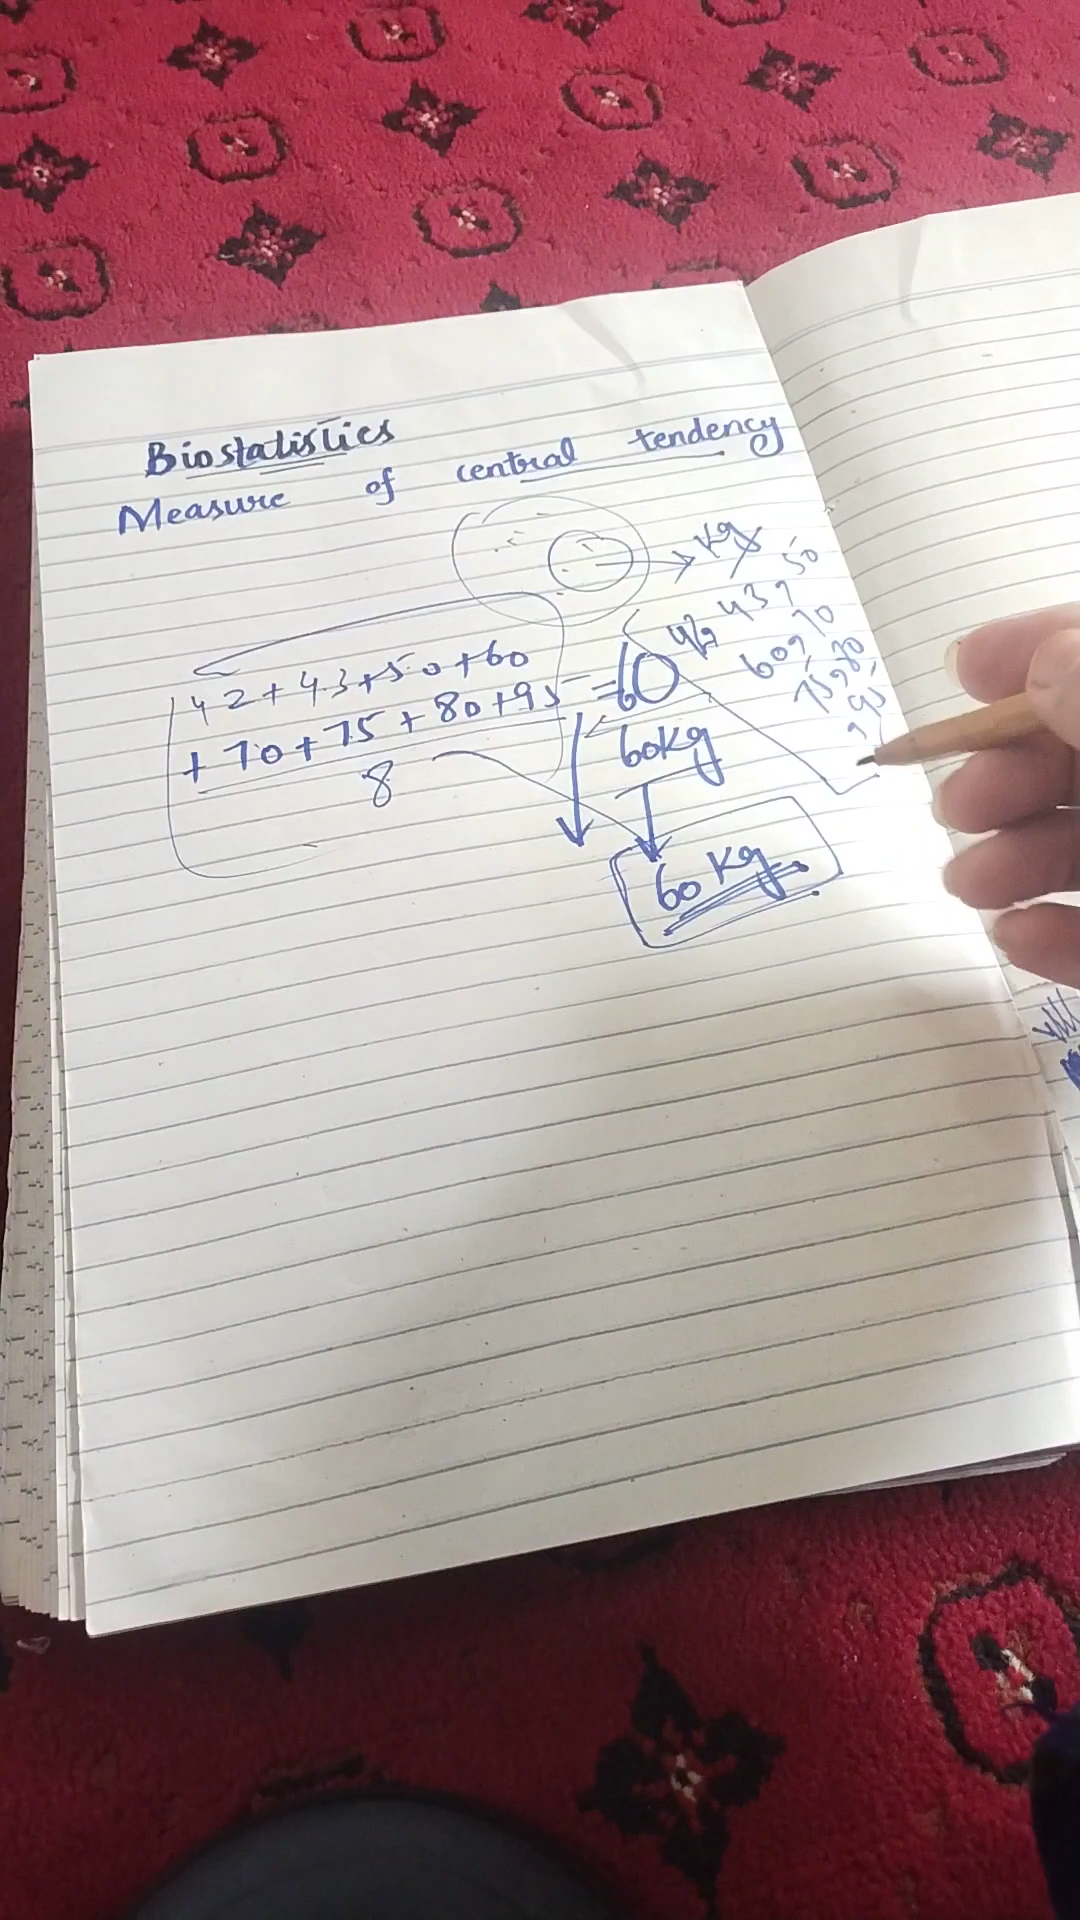 Biostatistics
Measure of central tendency
Kg
42, 43, 50
60, 70
75, 80
95
42+43+50+60
+ 70+75+80+95 = 60
8
60kg
60 Kg